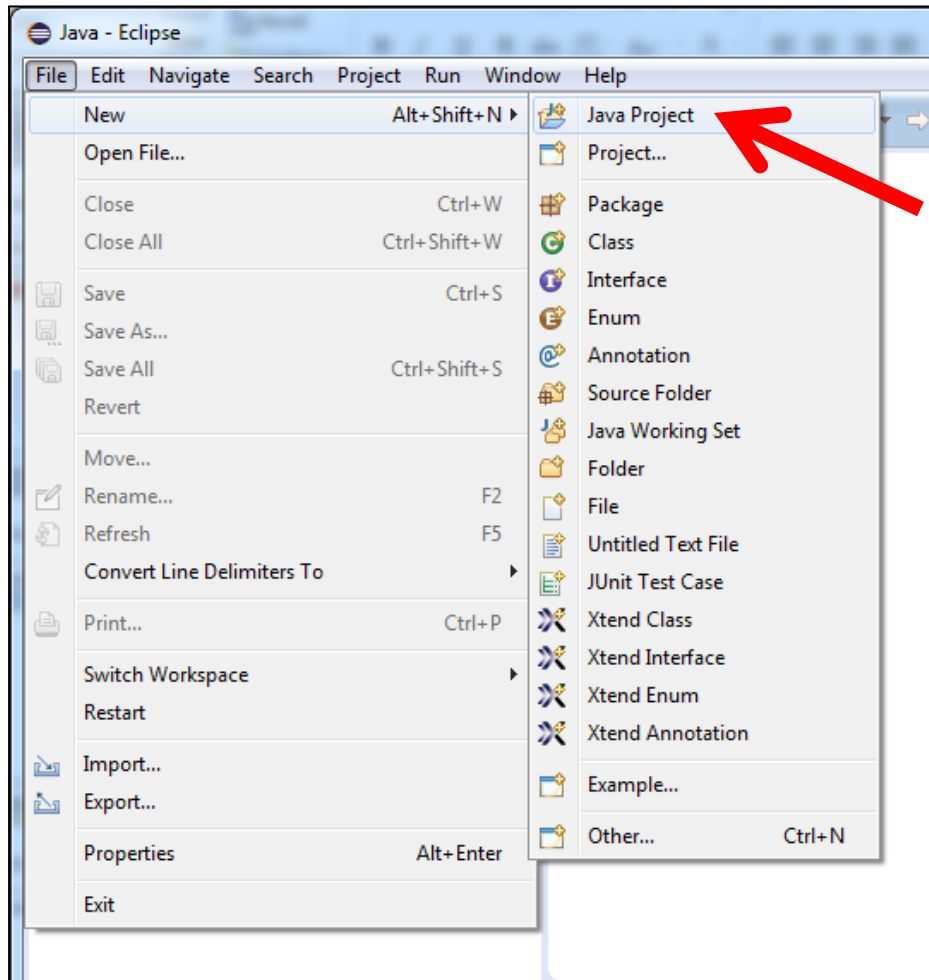 Java - Eclipse
File Edit Navigate Search Project Run Window Help
New Alt+Shift+N
Open File...
Close Ctrl+W
Close All Ctrl+Shift+W
Save Ctrl+S
Save As...
Save All Ctrl+Shift+S
Revert
Move...
Rename... F2
Refresh F5
Convert Line Delimiters To
Print... Ctrl+P
Switch Workspace
Restart
Import...
Export...
Properties Alt+Enter
Exit
Java Project
Project...
Package
Class
Interface
Enum
Annotation
Source Folder
Java Working Set
Folder
File
Untitled Text File
JUnit Test Case
Xtend Class
Xtend Interface
Xtend Enum
Xtend Annotation
Example...
Other... Ctrl+N